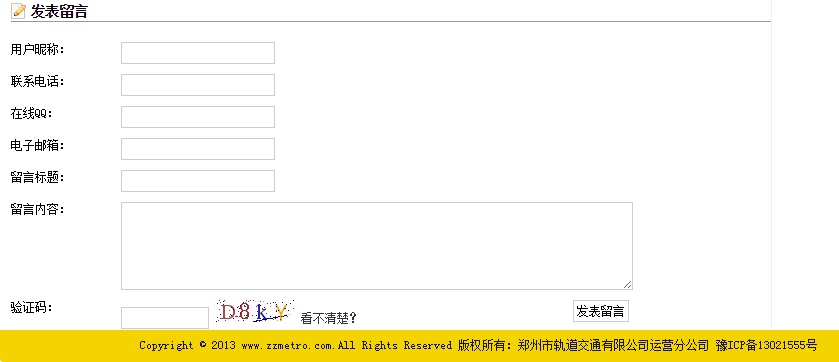 发表留言
用户昵称：
联系电话：
在线QQ：
电子邮箱：
留言标题：
留言内容：
验证码： D8kY 看不清楚? 发表留言
Copyright © 2013 www.zzmetro.com.All Rights Reserved 版权所有：郑州市轨道交通有限公司运营分公司 豫ICP备13021555号